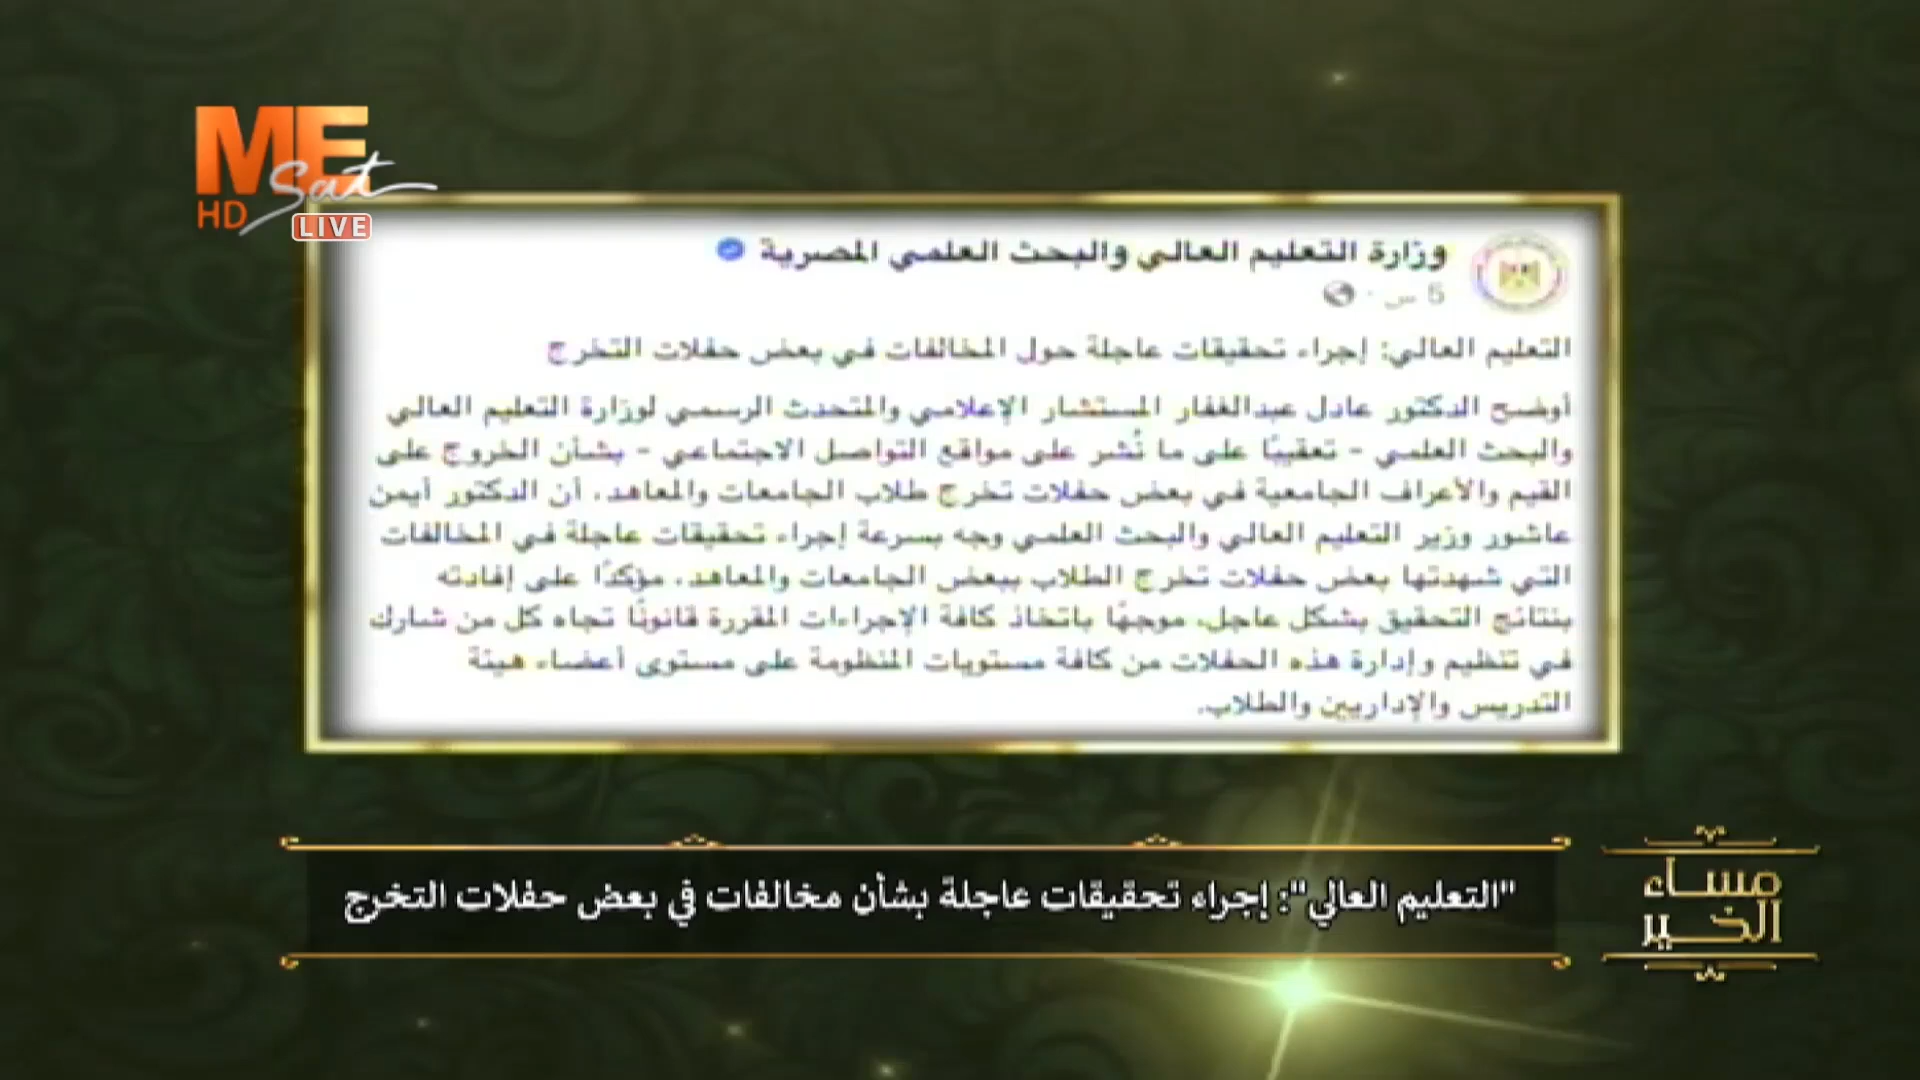 ME
Sat
HD
LIVE
وزارة التعليم العالي والبحث العلمي المصرية
5 س ·
التعليم العالي: إجراء تحقيقات عاجلة حول المخالفات في بعض حفلات التخرج
أوضح الدكتور عادل عبدالغفار المستشار الإعلامي والمتحدث الرسمي لوزارة التعليم العالي
والبحث العلمي - تعقيبًا على ما نُشر على مواقع التواصل الاجتماعي - بشأن الخروج على
القيم والأعراف الجامعية في بعض حفلات تخرج طلاب الجامعات والمعاهد، أن الدكتور أيمن
عاشور وزير التعليم العالي والبحث العلمي وجه بسرعة إجراء تحقيقات عاجلة في المخالفات
التي شهدتها بعض حفلات تخرج الطلاب ببعض الجامعات والمعاهد، مؤكدًا على إفادته
بنتائج التحقيق بشكل عاجل، موجهًا باتخاذ كافة الإجراءات المقررة قانونًا تجاه كل من شارك
في تنظيم وإدارة هذه الحفلات من كافة مستويات المنظومة على مستوى أعضاء هيئة
التدريس والإداريين والطلاب.
"التعليم العالي": إجراء تحقيقات عاجلة بشأن مخالفات في بعض حفلات التخرج
مساء
الخير